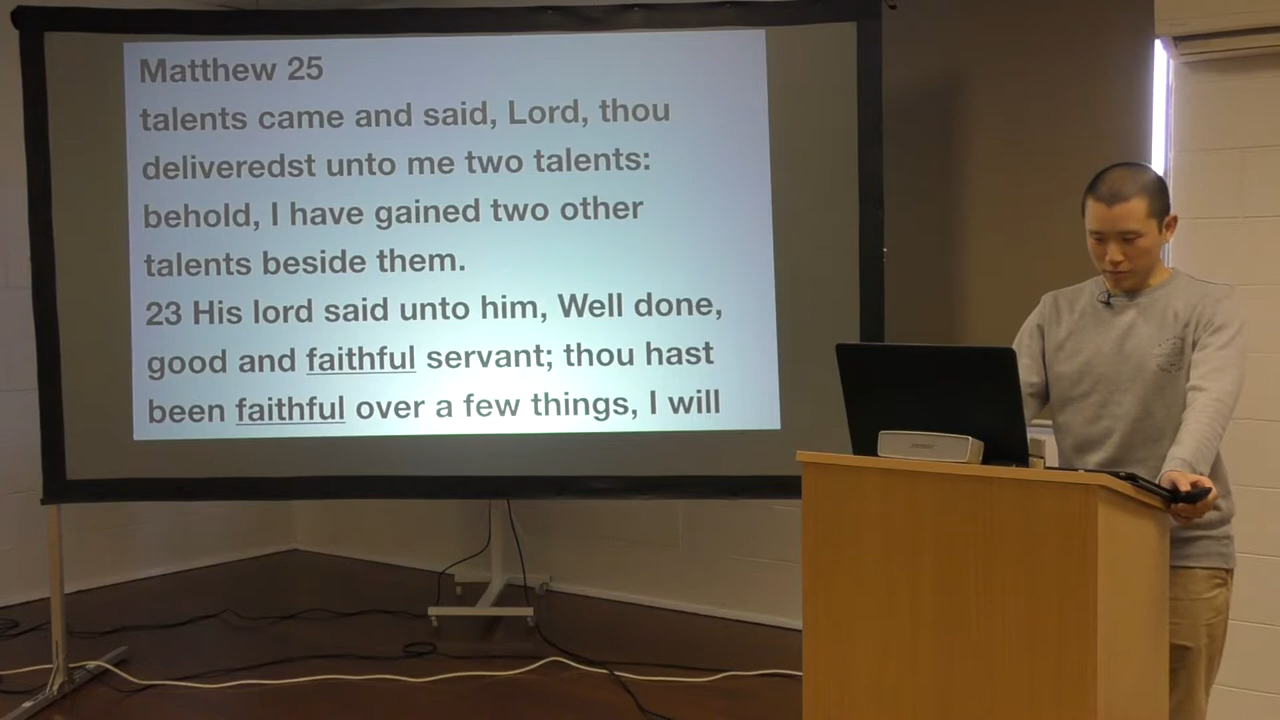 Matthew 25
talents came and said, Lord, thou
deliveredst unto me two talents:
behold, I have gained two other
talents beside them.
23 His lord said unto him, Well done,
good and faithful servant; thou hast
been faithful over a few things, I will